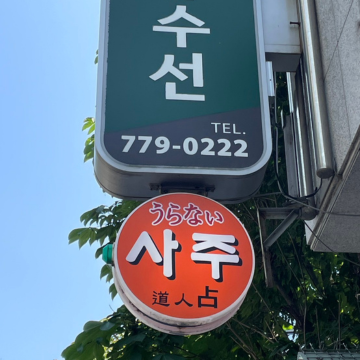 수선
TEL.
779-0222
うらない
사주
道人占